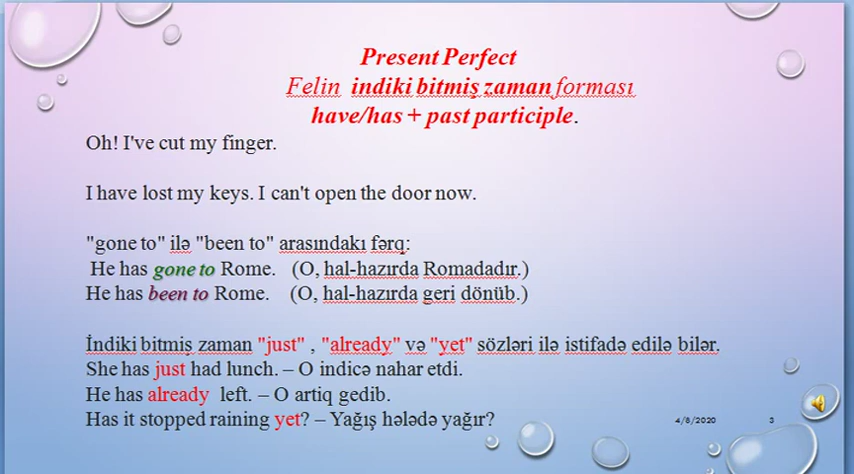 Present Perfect
Felin indiki bitmiş zaman forması
have/has + past participle.
Oh! I've cut my finger.
I have lost my keys. I can't open the door now.
"gone to" ilə "been to" arasındakı fərq:
He has gone to Rome. (O, hal-hazırda Romadadır.)
He has been to Rome. (O, hal-hazırda geri dönüb.)
İndiki bitmiş zaman "just" , "already" və "yet" sözləri ilə istifadə edilə bilər.
She has just had lunch. – O indicə nahar etdi.
He has already left. – O artiq gedib.
Has it stopped raining yet? – Yağış hələdə yağır?
4/8/2020 3